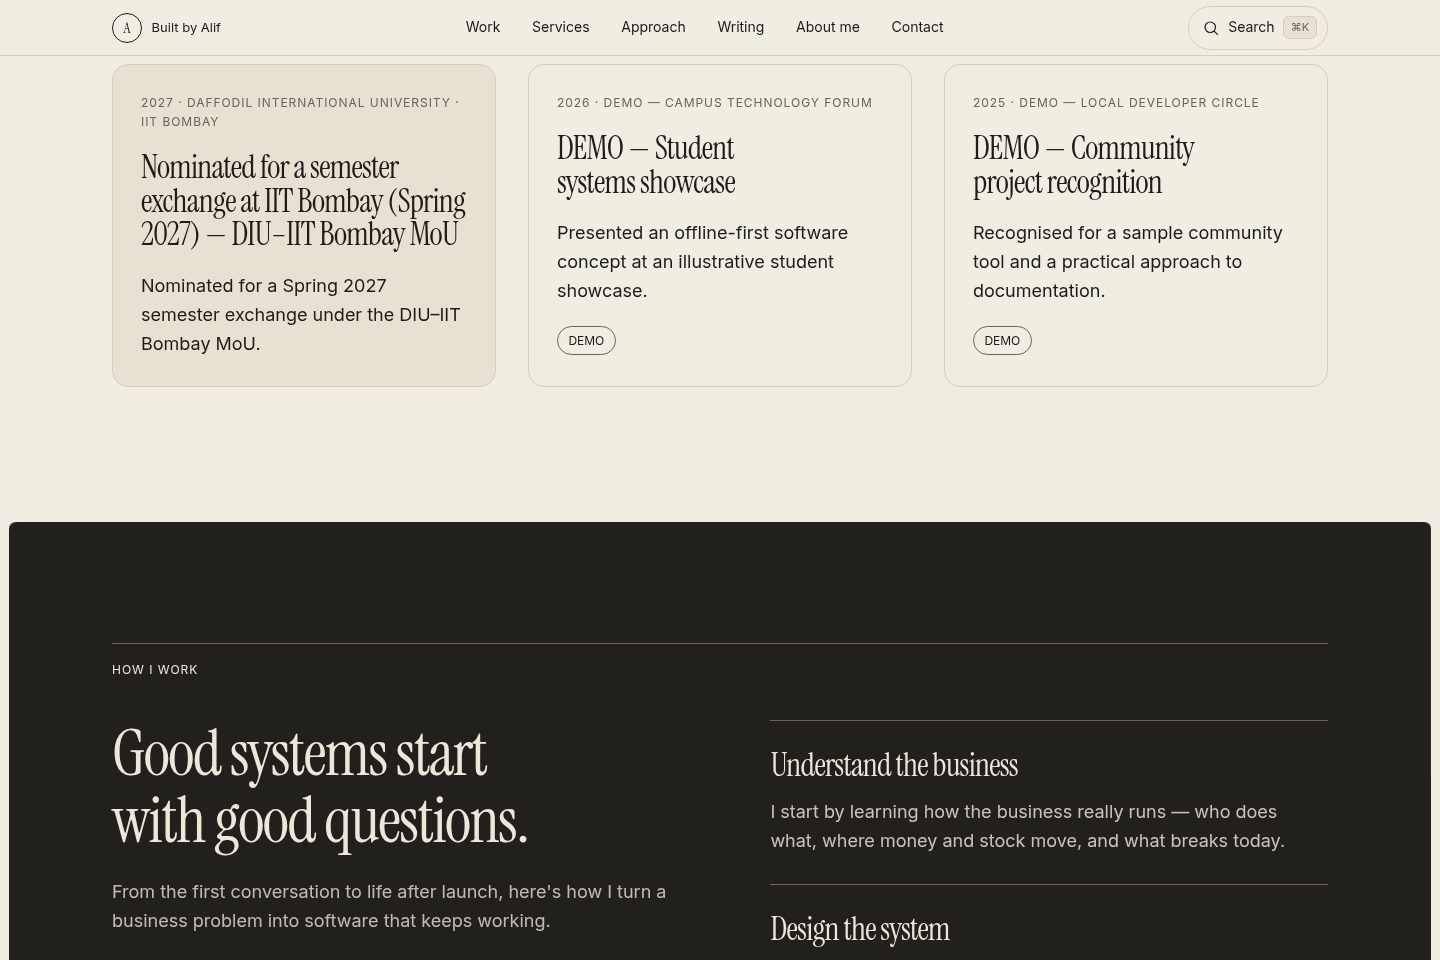 A
Built by Alif
Work
Services
Approach
Writing
About me
Contact
Search
⌘K
2027 · DAFFODIL INTERNATIONAL UNIVERSITY ·
IIT BOMBAY
Nominated for a semester
exchange at IIT Bombay (Spring
2027) — DIU–IIT Bombay MoU
Nominated for a Spring 2027
semester exchange under the DIU–IIT
Bombay MoU.
2026 · DEMO — CAMPUS TECHNOLOGY FORUM
DEMO — Student
systems showcase
Presented an offline-first software
concept at an illustrative student
showcase.
DEMO
2025 · DEMO — LOCAL DEVELOPER CIRCLE
DEMO — Community
project recognition
Recognised for a sample community
tool and a practical approach to
documentation.
DEMO
HOW I WORK
Good systems start
with good questions.
From the first conversation to life after launch, here's how I turn a
business problem into software that keeps working.
Understand the business
I start by learning how the business really runs — who does
what, where money and stock move, and what breaks today.
Design the system